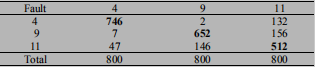 Fault 4 9 11
4 746 2 132
9 7 652 156
11 47 146 512
Total 800 800 800